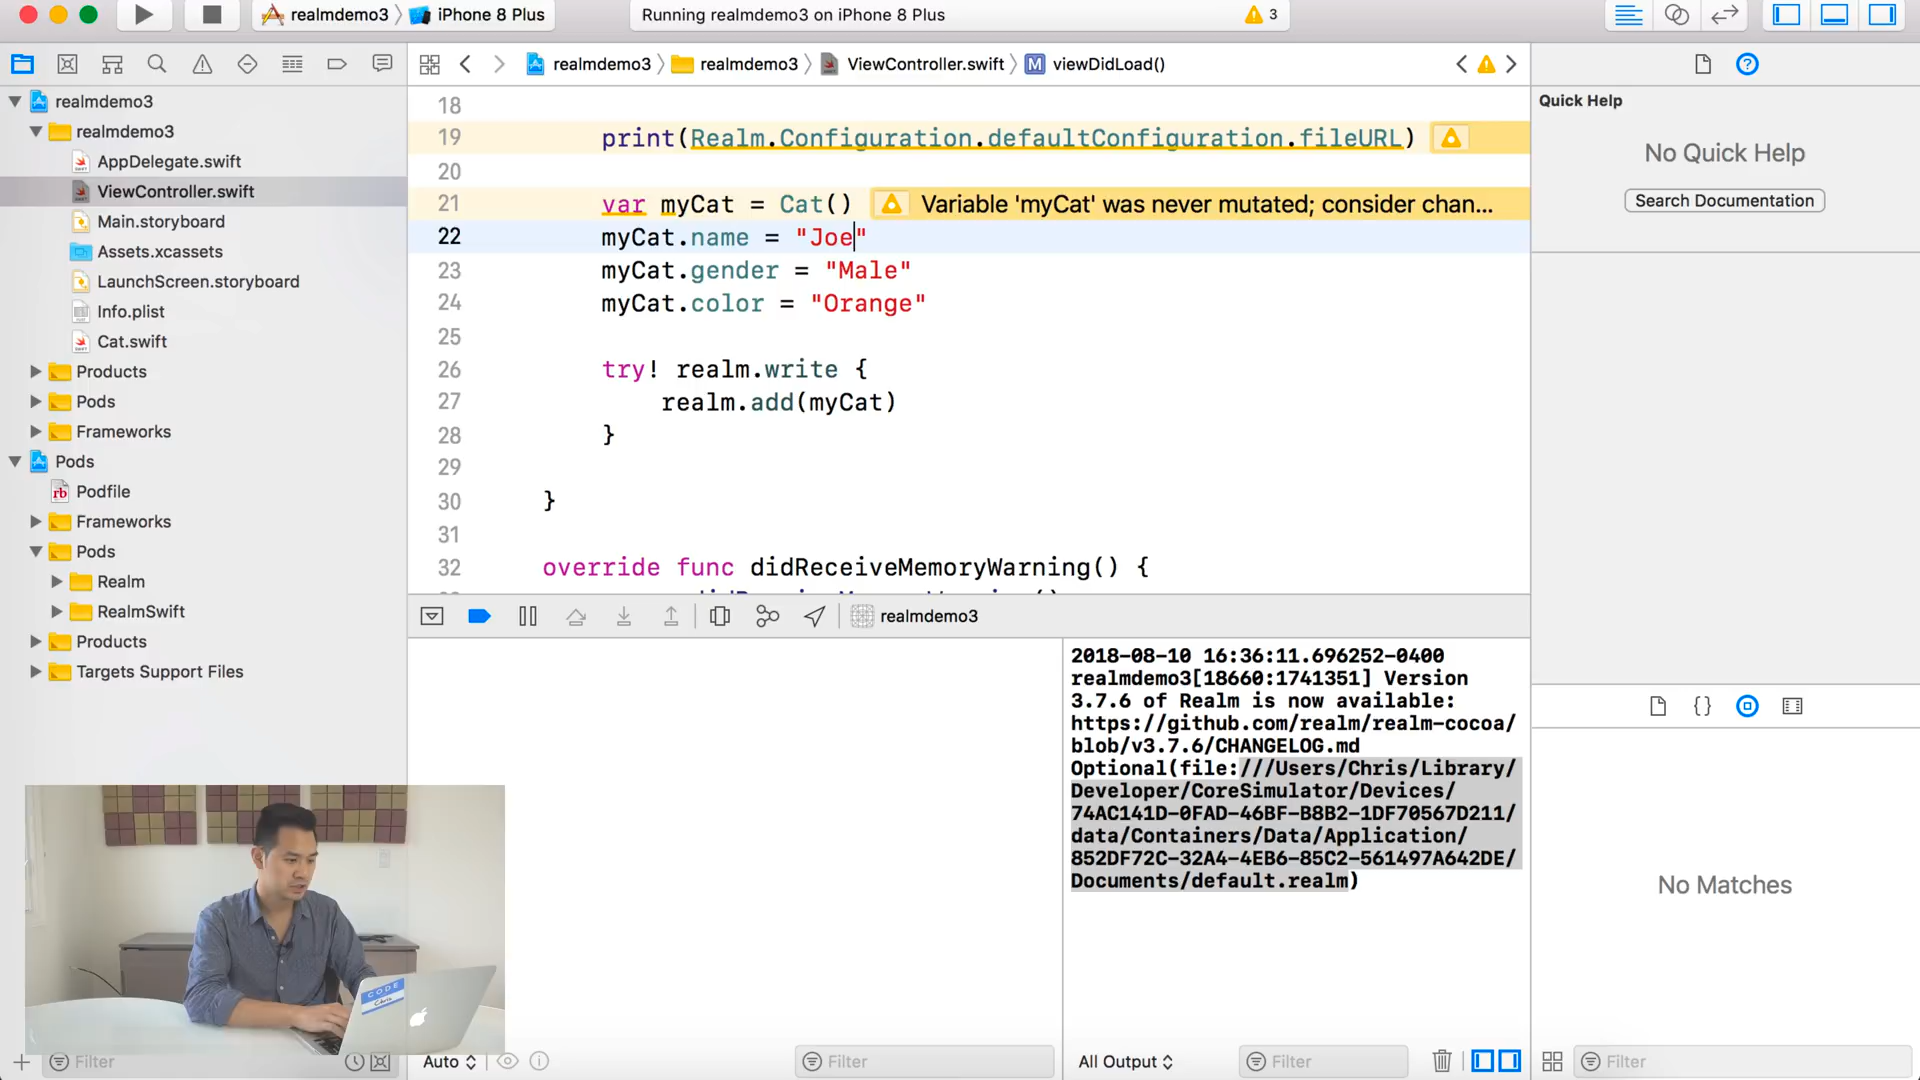 realmdemo3 iPhone 8 Plus
Running realmdemo3 on iPhone 8 Plus
3
realmdemo3 realmdemo3 ViewController.swift M viewDidLoad()
realmdemo3
realmdemo3
AppDelegate.swift
ViewController.swift
Main.storyboard
Assets.xcassets
LaunchScreen.storyboard
Info.plist
Cat.swift
Products
Pods
Frameworks
Pods
rb Podfile
Frameworks
Pods
Realm
RealmSwift
Products
Targets Support Files
Filter
18
19 print(Realm.Configuration.defaultConfiguration.fileURL)
20
21 var myCat = Cat() Variable 'myCat' was never mutated; consider chan...
22 myCat.name = "Joe"
23 myCat.gender = "Male"
24 myCat.color = "Orange"
25
26 try! realm.write {
27 realm.add(myCat)
28 }
29
30 }
31
32 override func didReceiveMemoryWarning() {
realmdemo3
2018-08-10 16:36:11.696252-0400
realmdemo3[18660:1741351] Version
3.7.6 of Realm is now available:
https://github.com/realm/realm-cocoa/
blob/v3.7.6/CHANGELOG.md
Optional(file:///Users/Chris/Library/
Developer/CoreSimulator/Devices/
74AC141D-0FAD-46BF-B8B2-1DF70567D211/
data/Containers/Data/Application/
852DF72C-32A4-4EB6-85C2-561497A642DE/
Documents/default.realm)
Auto
Filter
All Output
Filter
Quick Help
No Quick Help
Search Documentation
No Matches
Filter
CODE
Chris